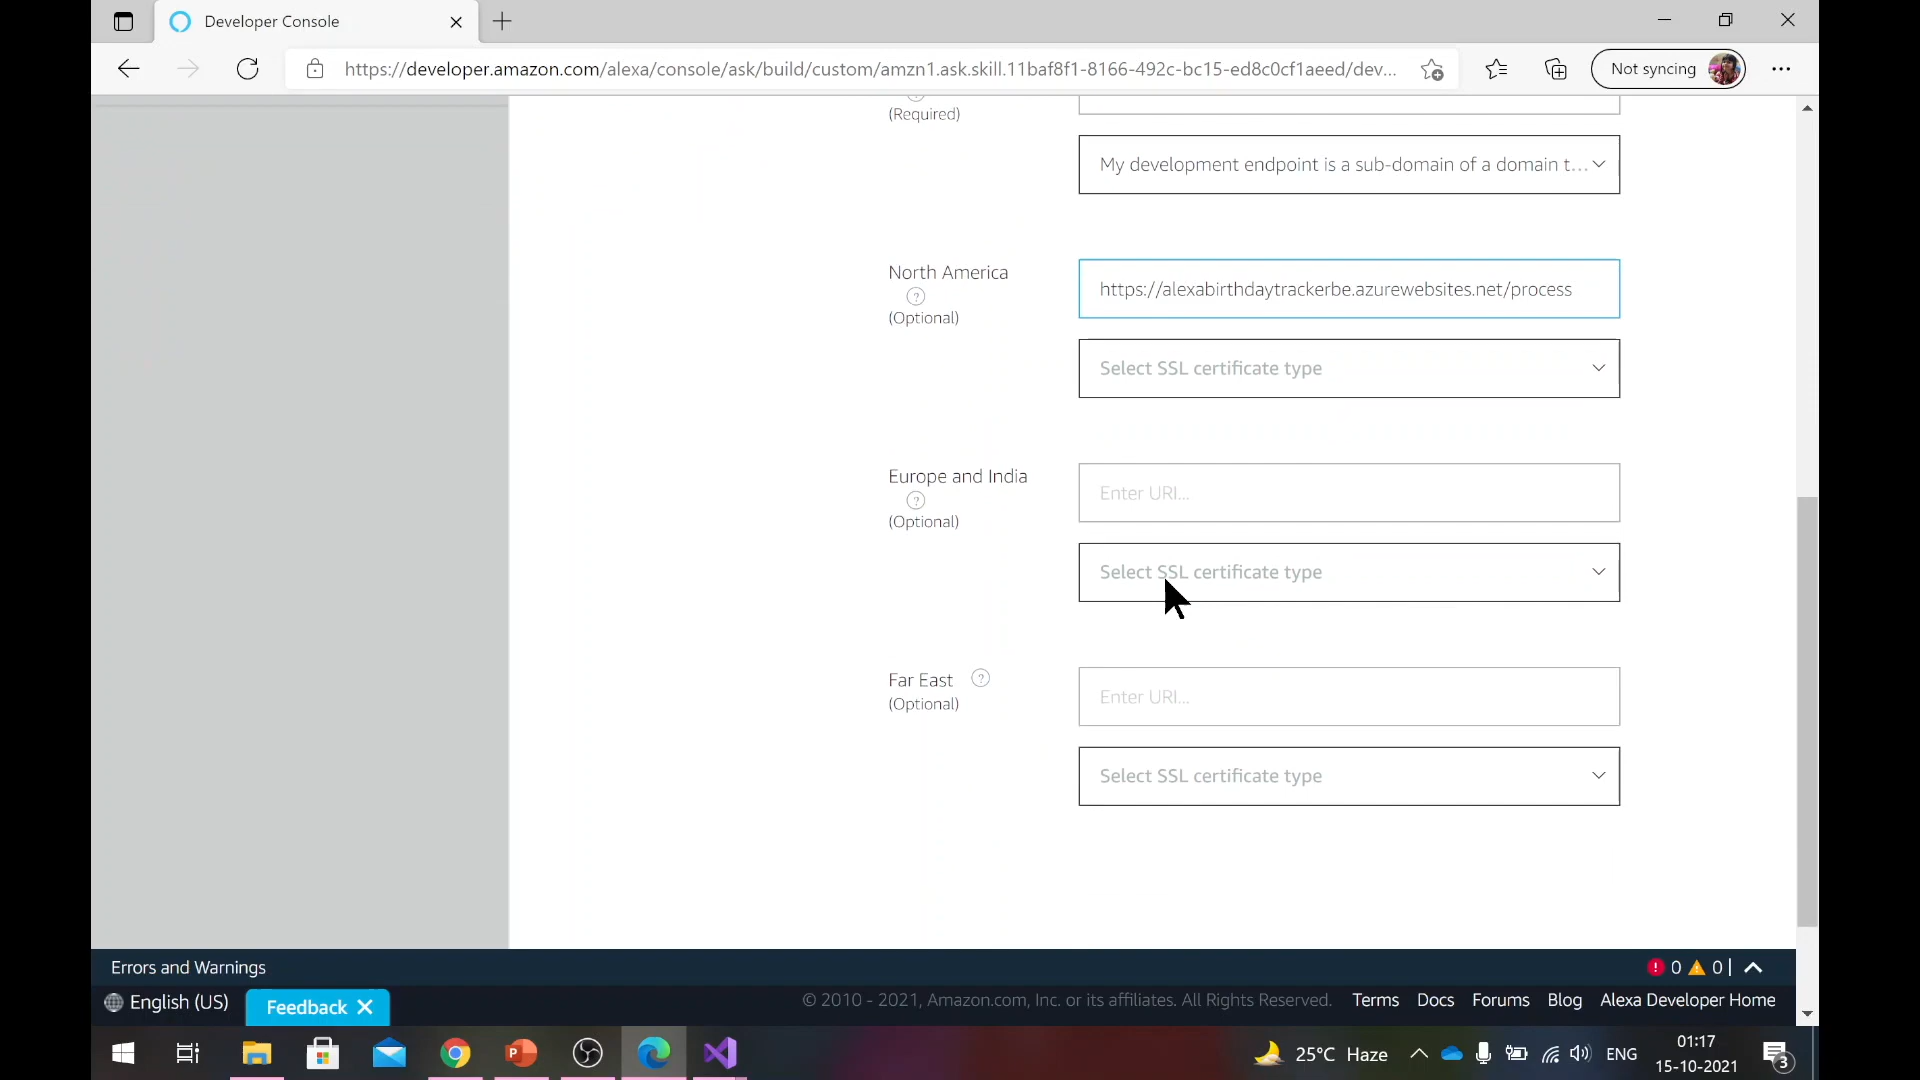 Developer Console
https://developer.amazon.com/alexa/console/ask/build/custom/amzn1.ask.skill.11baf8f1-8166-492c-bc15-ed8c0cf1aeed/dev...
Not syncing
(Required)
My development endpoint is a sub-domain of a domain t...
North America
?
(Optional)
https://alexabirthdaytrackerbe.azurewebsites.net/process
Select SSL certificate type
Europe and India
?
(Optional)
Enter URI...
Select SSL certificate type
Far East ?
(Optional)
Enter URI...
Select SSL certificate type
Errors and Warnings
! 0 ! 0 |
English (US)
Feedback
© 2010 - 2021, Amazon.com, Inc. or its affiliates. All Rights Reserved.
Terms Docs Forums Blog Alexa Developer Home
P
25°C Haze
ENG
01:17
15-10-2021
3